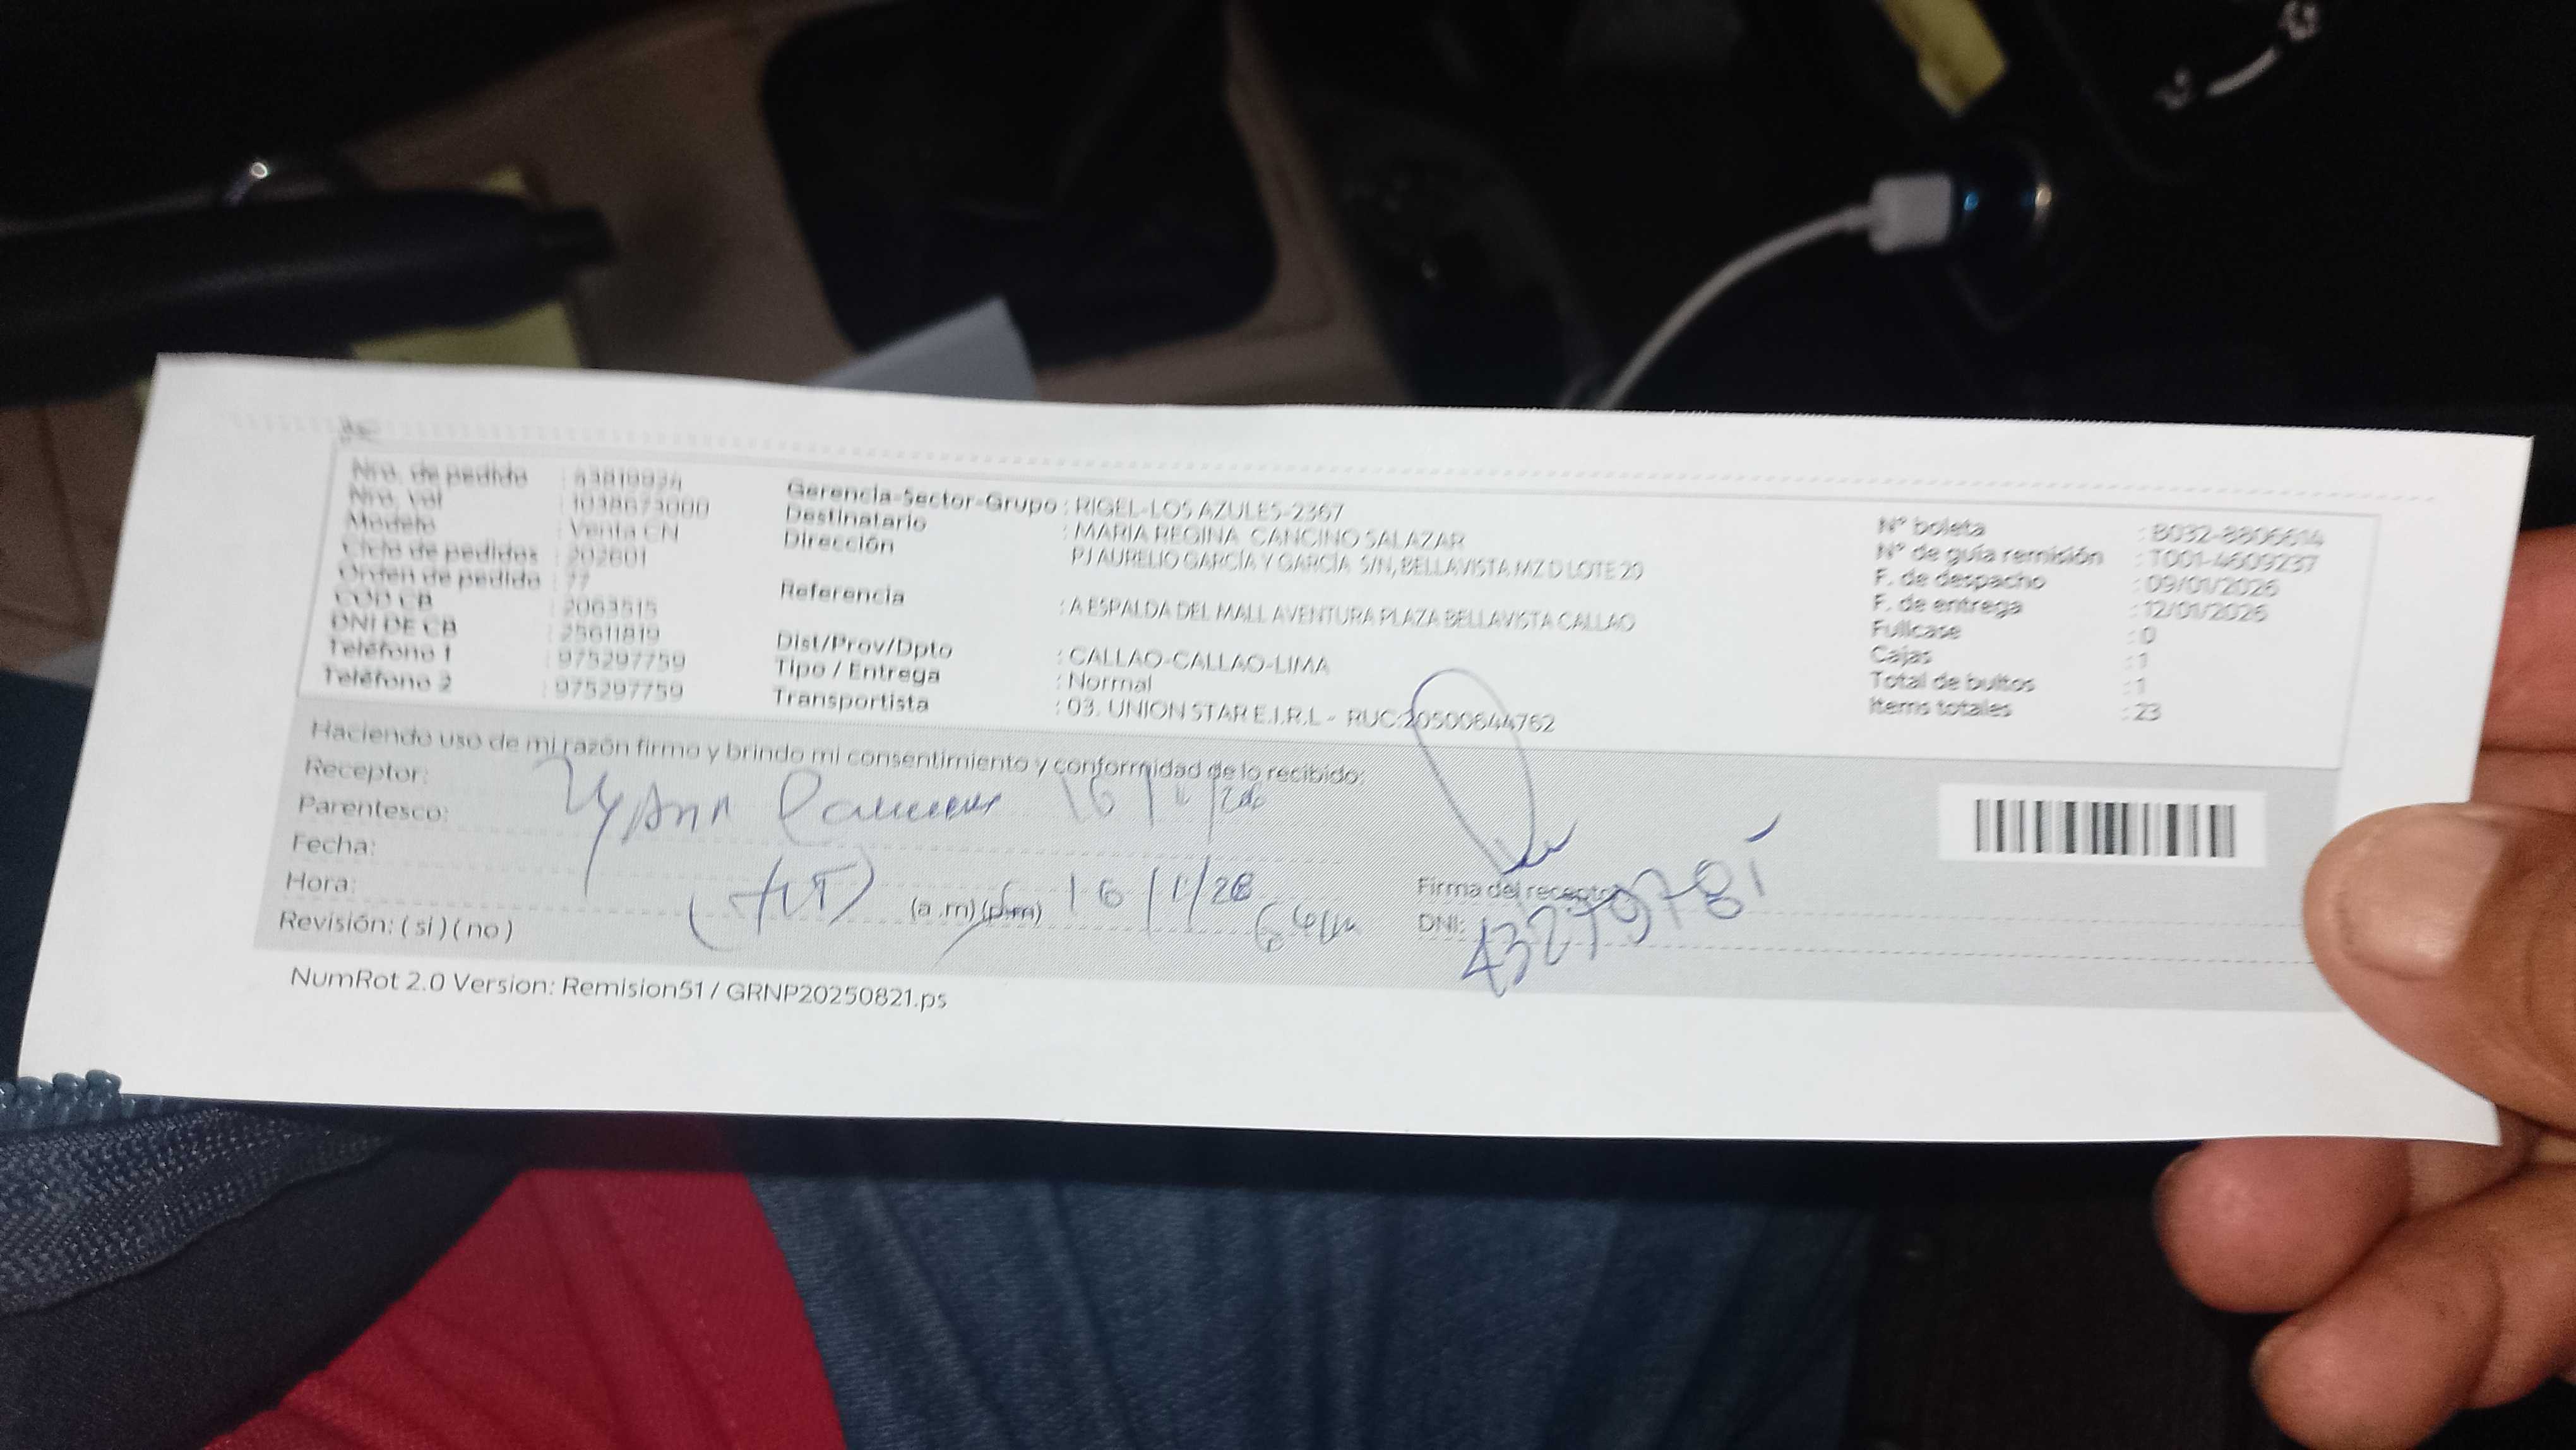 Nro. de pedido : 43819934
Nro. Vol : 1038673000
Modelo : Venta CN
Ciclo de pedidos : 202601
Orden de pedido : 77
COD CB : 2063515
DNI DE CB : 25611819
Teléfono 1 : 975297759
Teléfono 2 : 975297759
Gerencia-Sector-Grupo : RIGEL-LOS AZULES-2367
Destinatario : MARIA REGINA CANCINO SALAZAR
Dirección PJ AURELIO GARCÍA Y GARCÍA S/N, BELLAVISTA MZ D LOTE 29
Referencia : A ESPALDA DEL MALL AVENTURA PLAZA BELLAVISTA CALLAO
Dist/Prov/Dpto : CALLAO-CALLAO-LIMA
Tipo / Entrega : Normal
Transportista : 03. UNION STAR E.I.R.L - RUC:20500644762
N° boleta : B032-8806614
N° de guía remisión : T001-4609237
F. de despacho : 09/01/2026
F. de entrega : 12/01/2026
Fullcase : 0
Cajas : 1
Total de bultos : 1
Items totales : 23
Haciendo uso de mi razón firmo y brindo mi consentimiento y conformidad de lo recibido:
Receptor:
Parentesco: 16/1/26
Fecha:
Hora: (a.m) (p.m) 16/1/26
Revisión: ( si ) ( no )
Firma del receptor
DNI: 43279781
NumRot 2.0 Version: Remision51 / GRNP20250821.ps